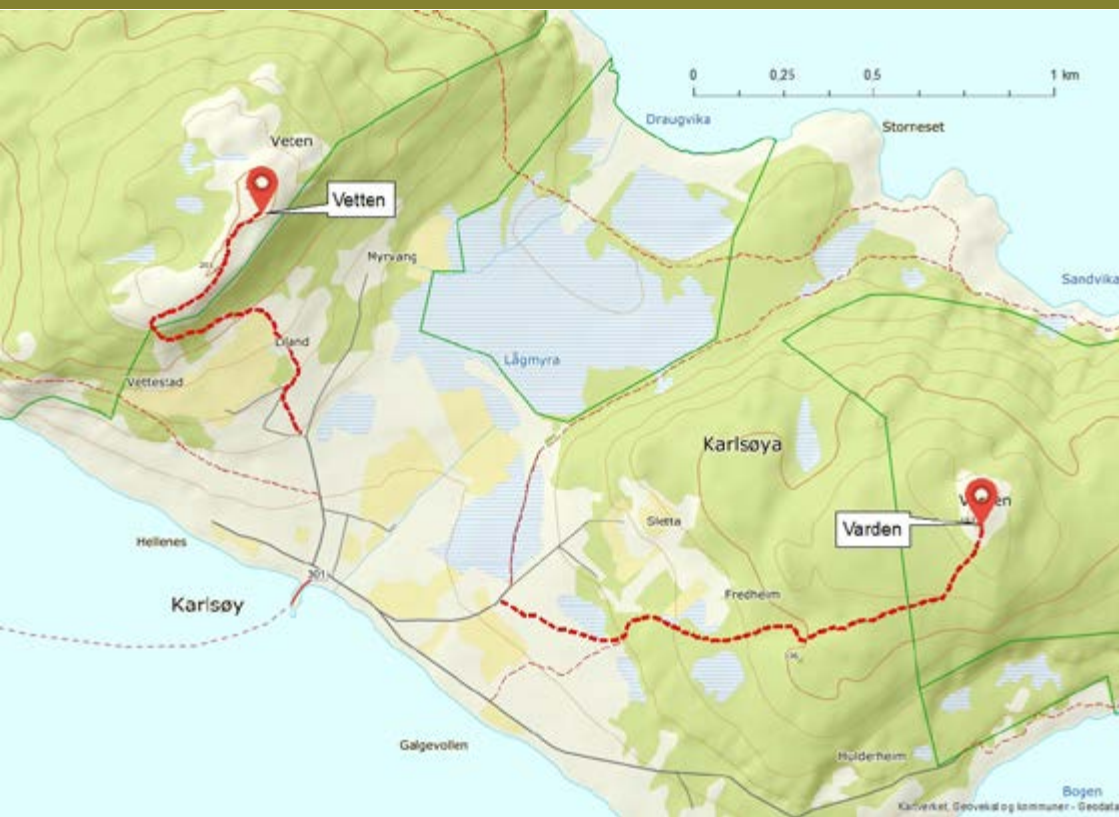 0 0,25 0,5 1 km
Draugvika
Storneset
Veten
Vetten
Myrvang
Sandvika
Liland
Lågmyra
Vettestad
Karlsøya
Varden
Sletta
Hellenes
301
Karlsøy
Fredheim
Galgevollen
Hulderheim
Bogen
Kartverket, Geovekst og kommuner - Geodata